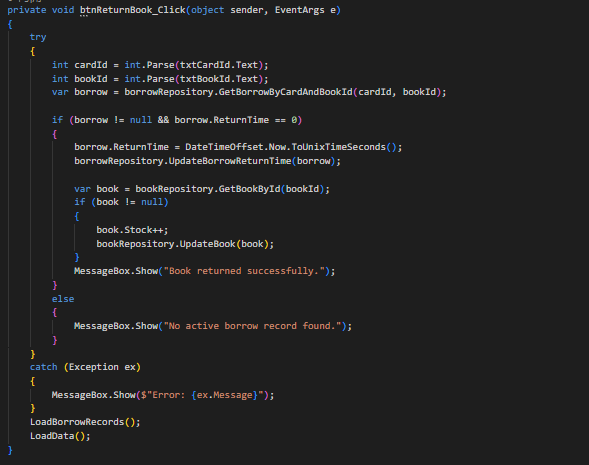 private void btnReturnBook_Click(object sender, EventArgs e)
{
    try
    {
        int cardId = int.Parse(txtCardId.Text);
        int bookId = int.Parse(txtBookId.Text);
        var borrow = borrowRepository.GetBorrowByCardAndBookId(cardId, bookId);

        if (borrow != null && borrow.ReturnTime == 0)
        {
            borrow.ReturnTime = DateTimeOffset.Now.ToUnixTimeSeconds();
            borrowRepository.UpdateBorrowReturnTime(borrow);

            var book = bookRepository.GetBookById(bookId);
            if (book != null)
            {
                book.Stock++;
                bookRepository.UpdateBook(book);
            }
            MessageBox.Show("Book returned successfully.");
        }
        else
        {
            MessageBox.Show("No active borrow record found.");
        }
    }
    catch (Exception ex)
    {
        MessageBox.Show($"Error: {ex.Message}");
    }
    LoadBorrowRecords();
    LoadData();
}